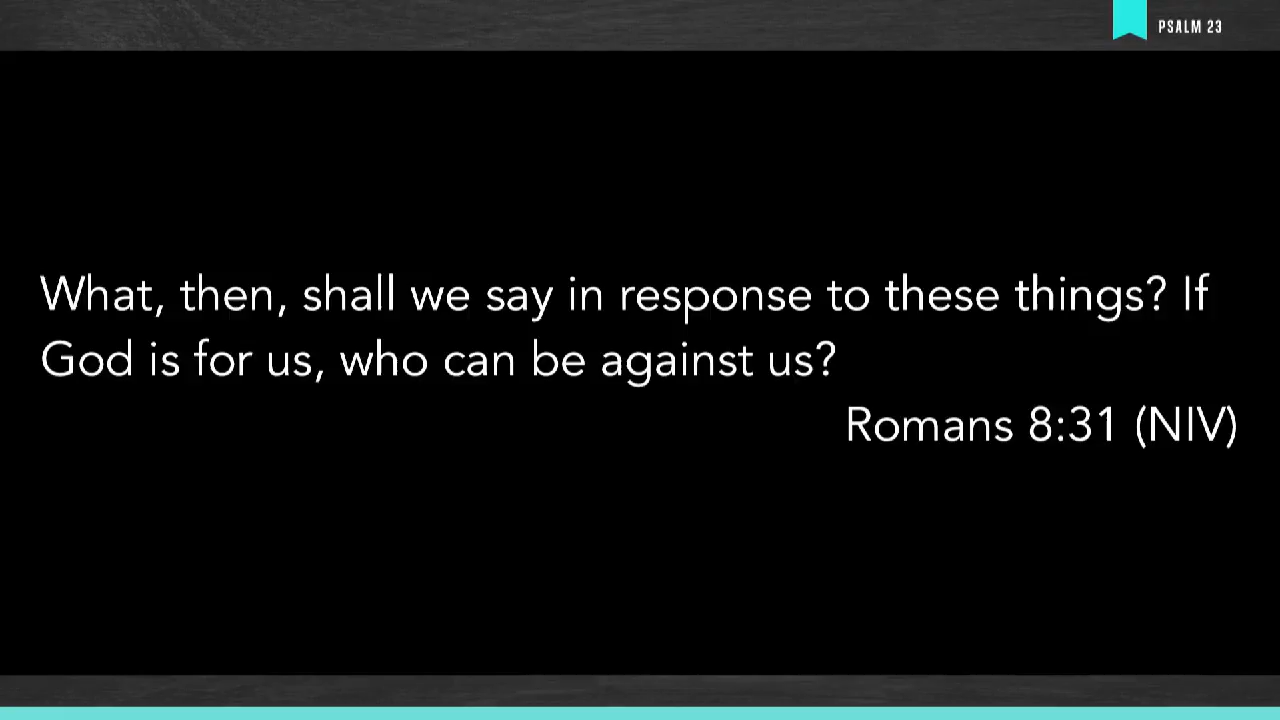 PSALM 23
What, then, shall we say in response to these things? If
God is for us, who can be against us?
Romans 8:31 (NIV)